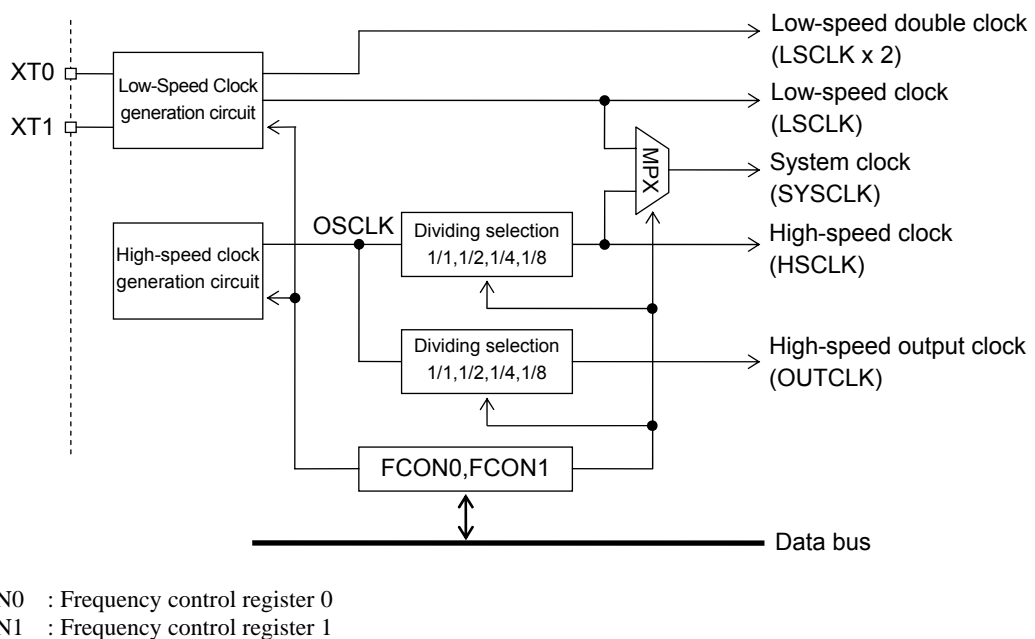 Low-speed double clock
(LSCLK x 2)
XT0
Low-Speed Clock
generation circuit
Low-speed clock
(LSCLK)
XT1
MPX
System clock
(SYSCLK)
OSCLK
High-speed clock
generation circuit
Dividing selection
1/1,1/2,1/4,1/8
High-speed clock
(HSCLK)
Dividing selection
1/1,1/2,1/4,1/8
High-speed output clock
(OUTCLK)
FCON0,FCON1
Data bus
N0 : Frequency control register 0
N1 : Frequency control register 1